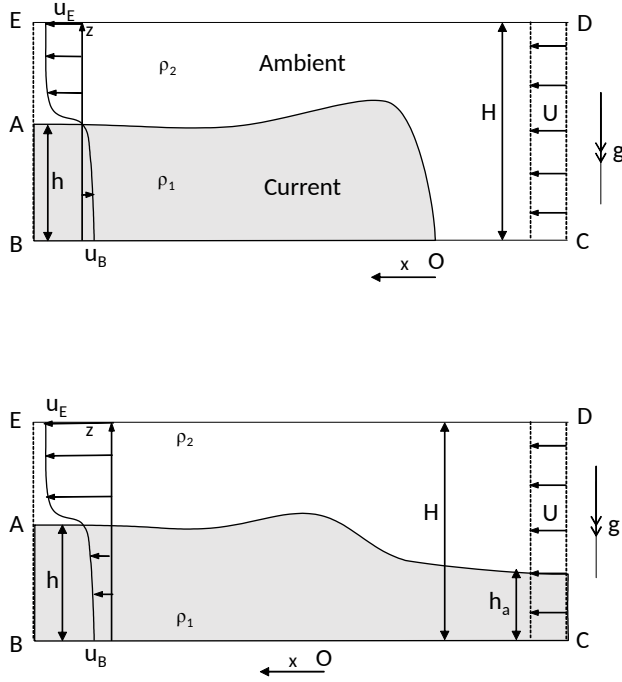 E u_E D
z
ρ₂ Ambient
A H U
g
h ρ₁ Current
B C
u_B x O
E u_E D
z ρ₂
A H U g
h h_a
ρ₁
B C
u_B x O